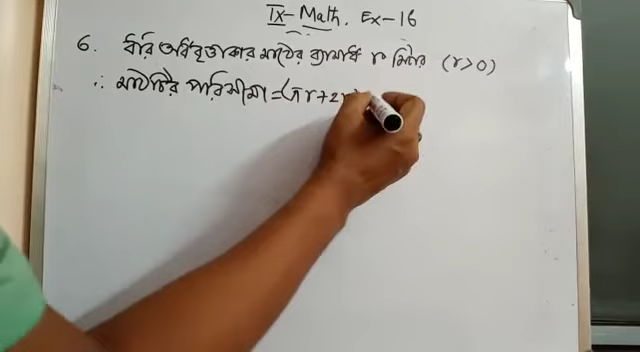 IX-Math. Ex-16
6. ধরি অর্ধবৃত্তাকার মাঠের ব্যাসার্ধ r মিটার (r>0)
∴ মাঠটির পরিসীমা =(πr+2r